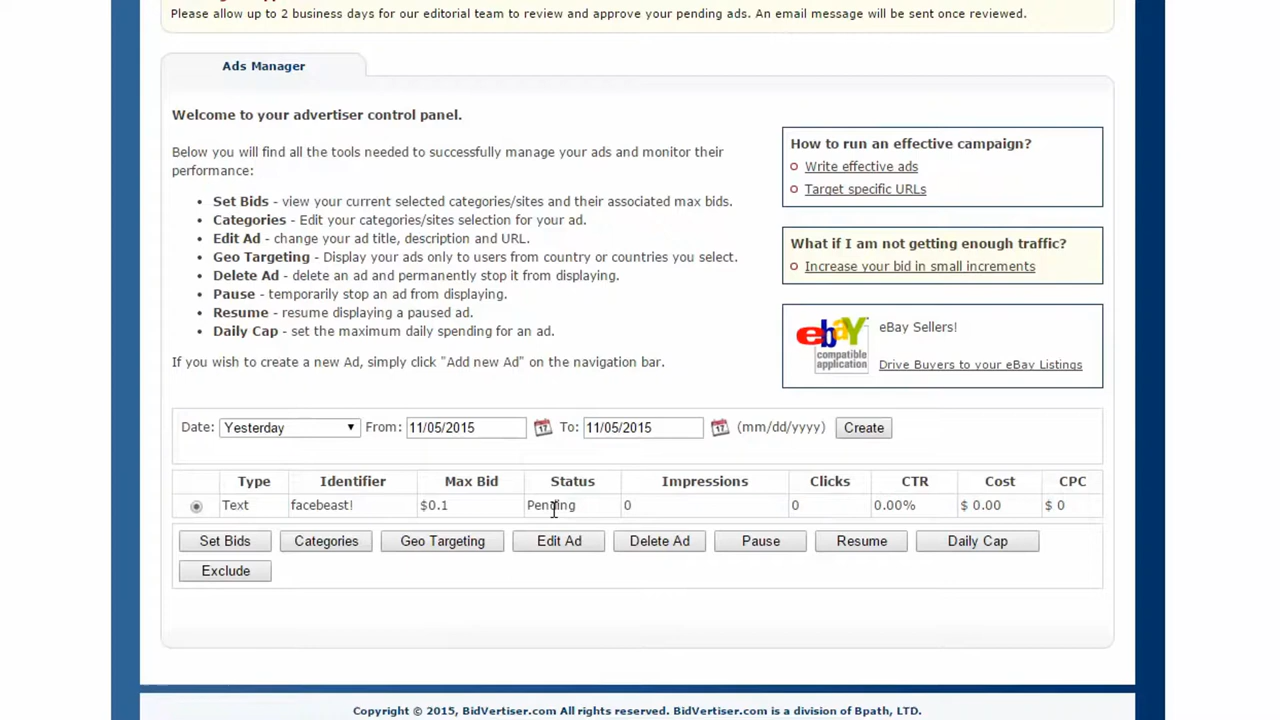 Please allow up to 2 business days for our editorial team to review and approve your pending ads. An email message will be sent once reviewed.
Ads Manager
Welcome to your advertiser control panel.
Below you will find all the tools needed to successfully manage your ads and monitor their
performance:
• Set Bids - view your current selected categories/sites and their associated max bids.
• Categories - Edit your categories/sites selection for your ad.
• Edit Ad - change your ad title, description and URL.
• Geo Targeting - Display your ads only to users from country or countries you select.
• Delete Ad - delete an ad and permanently stop it from displaying.
• Pause - temporarily stop an ad from displaying.
• Resume - resume displaying a paused ad.
• Daily Cap - set the maximum daily spending for an ad.
If you wish to create a new Ad, simply click "Add new Ad" on the navigation bar.
How to run an effective campaign?
Write effective ads
Target specific URLs
What if I am not getting enough traffic?
Increase your bid in small increments
ebay compatible application
eBay Sellers!
Drive Buyers to your eBay Listings
Date: Yesterday From: 11/05/2015 17 To: 11/05/2015 17 (mm/dd/yyyy) Create
Type Identifier Max Bid Status Impressions Clicks CTR Cost CPC
Text facebeast! $0.1 Pending 0 0 0.00% $ 0.00 $ 0
Set Bids Categories Geo Targeting Edit Ad Delete Ad Pause Resume Daily Cap
Exclude
Copyright © 2015, BidVertiser.com All rights reserved. BidVertiser.com is a division of Bpath, LTD.